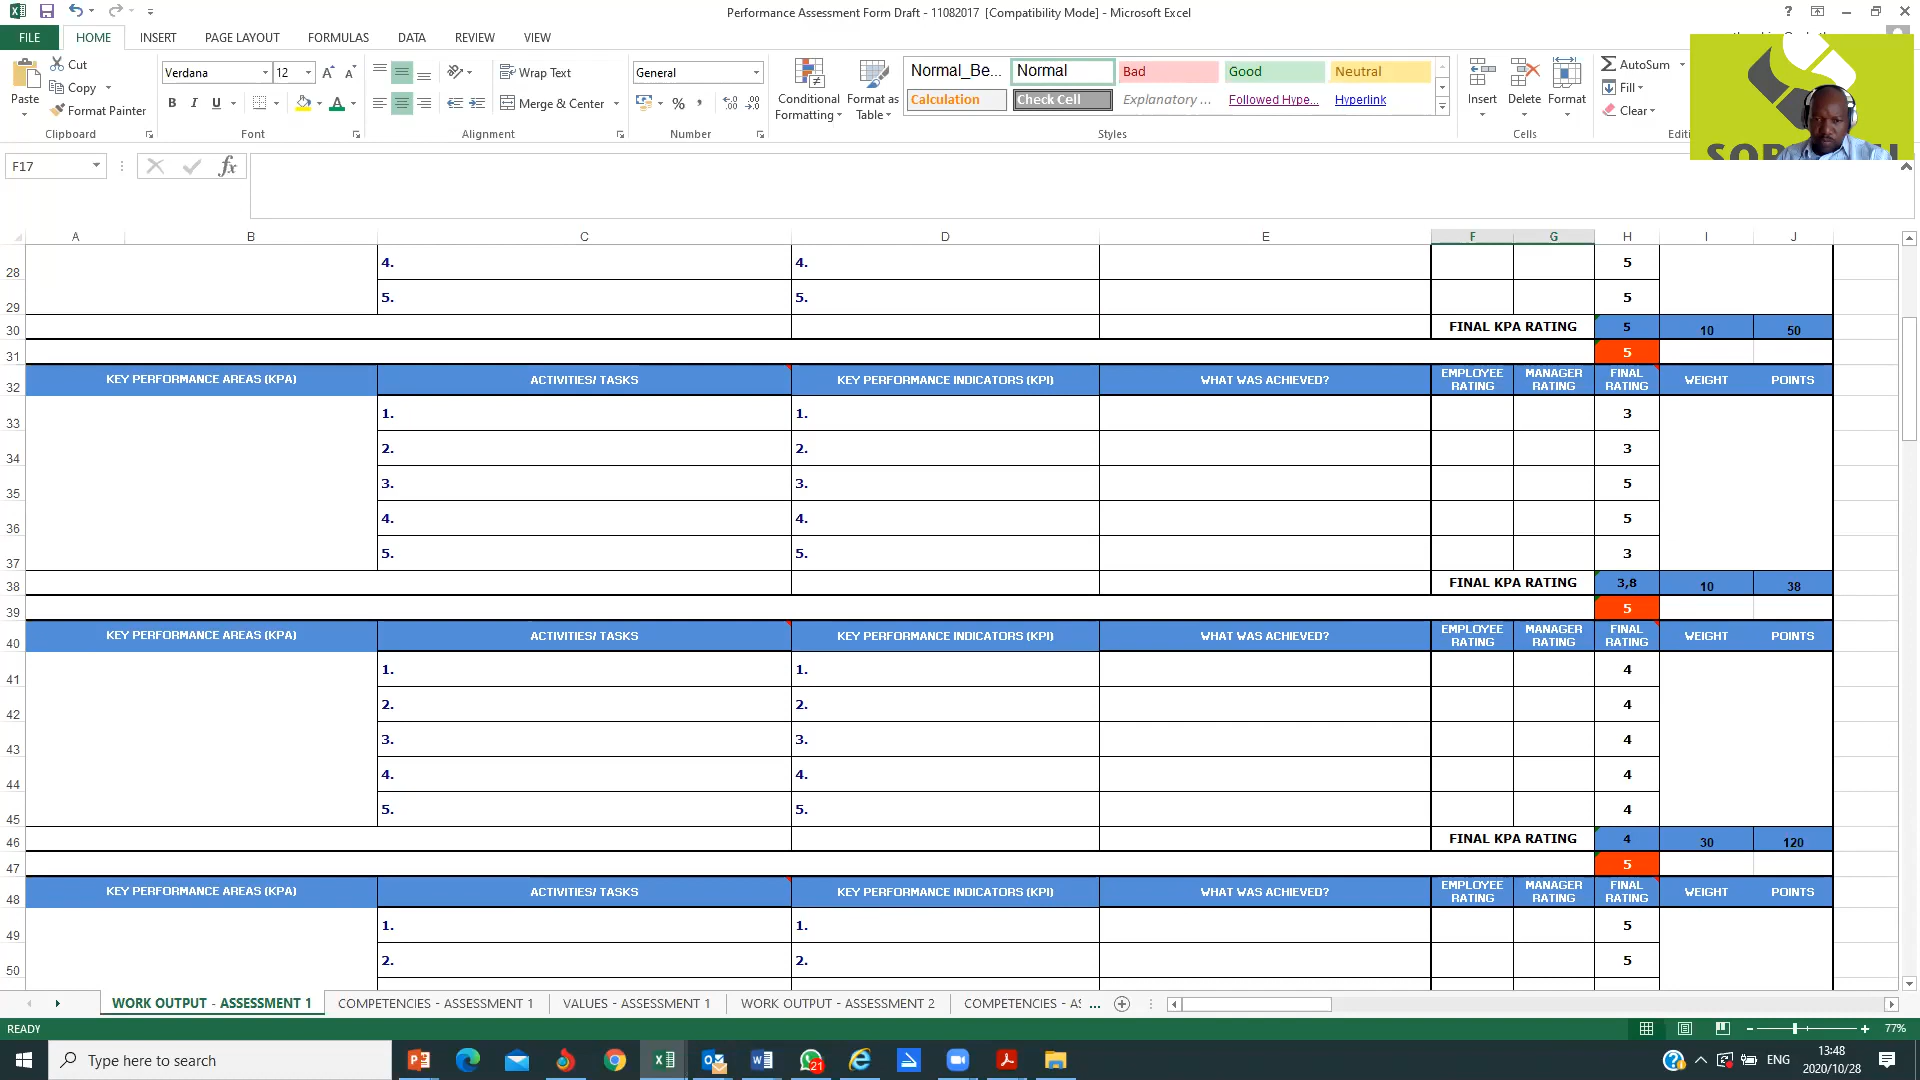 Performance Assessment Form Draft - 11082017 [Compatibility Mode] - Microsoft Excel
FILE HOME INSERT PAGE LAYOUT FORMULAS DATA REVIEW VIEW
Paste Cut Copy Format Painter
Verdana 12
B I U A
Wrap Text
Merge & Center
General
%
Conditional Formatting
Format as Table
Normal_Be... Normal Bad Good Neutral
Calculation Check Cell Explanatory ... Followed Hype... Hyperlink
Insert Delete Format
AutoSum
Fill
Clear
Clipboard Font Alignment Number Styles Cells
F17 fx
A B C D E F G H I J
28 4. 4. 5
29 5. 5. 5
30 FINAL KPA RATING 5 10 50
31 5
32 KEY PERFORMANCE AREAS (KPA) ACTIVITIES/ TASKS KEY PERFORMANCE INDICATORS (KPI) WHAT WAS ACHIEVED? EMPLOYEE RATING MANAGER RATING FINAL RATING WEIGHT POINTS
33 1. 1. 3
34 2. 2. 3
35 3. 3. 5
36 4. 4. 5
37 5. 5. 3
38 FINAL KPA RATING 3,8 10 38
39 5
40 KEY PERFORMANCE AREAS (KPA) ACTIVITIES/ TASKS KEY PERFORMANCE INDICATORS (KPI) WHAT WAS ACHIEVED? EMPLOYEE RATING MANAGER RATING FINAL RATING WEIGHT POINTS
41 1. 1. 4
42 2. 2. 4
43 3. 3. 4
44 4. 4. 4
45 5. 5. 4
46 FINAL KPA RATING 4 30 120
47 5
48 KEY PERFORMANCE AREAS (KPA) ACTIVITIES/ TASKS KEY PERFORMANCE INDICATORS (KPI) WHAT WAS ACHIEVED? EMPLOYEE RATING MANAGER RATING FINAL RATING WEIGHT POINTS
49 1. 1. 5
50 2. 2. 5
WORK OUTPUT - ASSESSMENT 1 COMPETENCIES - ASSESSMENT 1 VALUES - ASSESSMENT 1 WORK OUTPUT - ASSESSMENT 2 COMPETENCIES - AS ...
READY 77%
Type here to search
21
ENG
13:48
2020/10/28